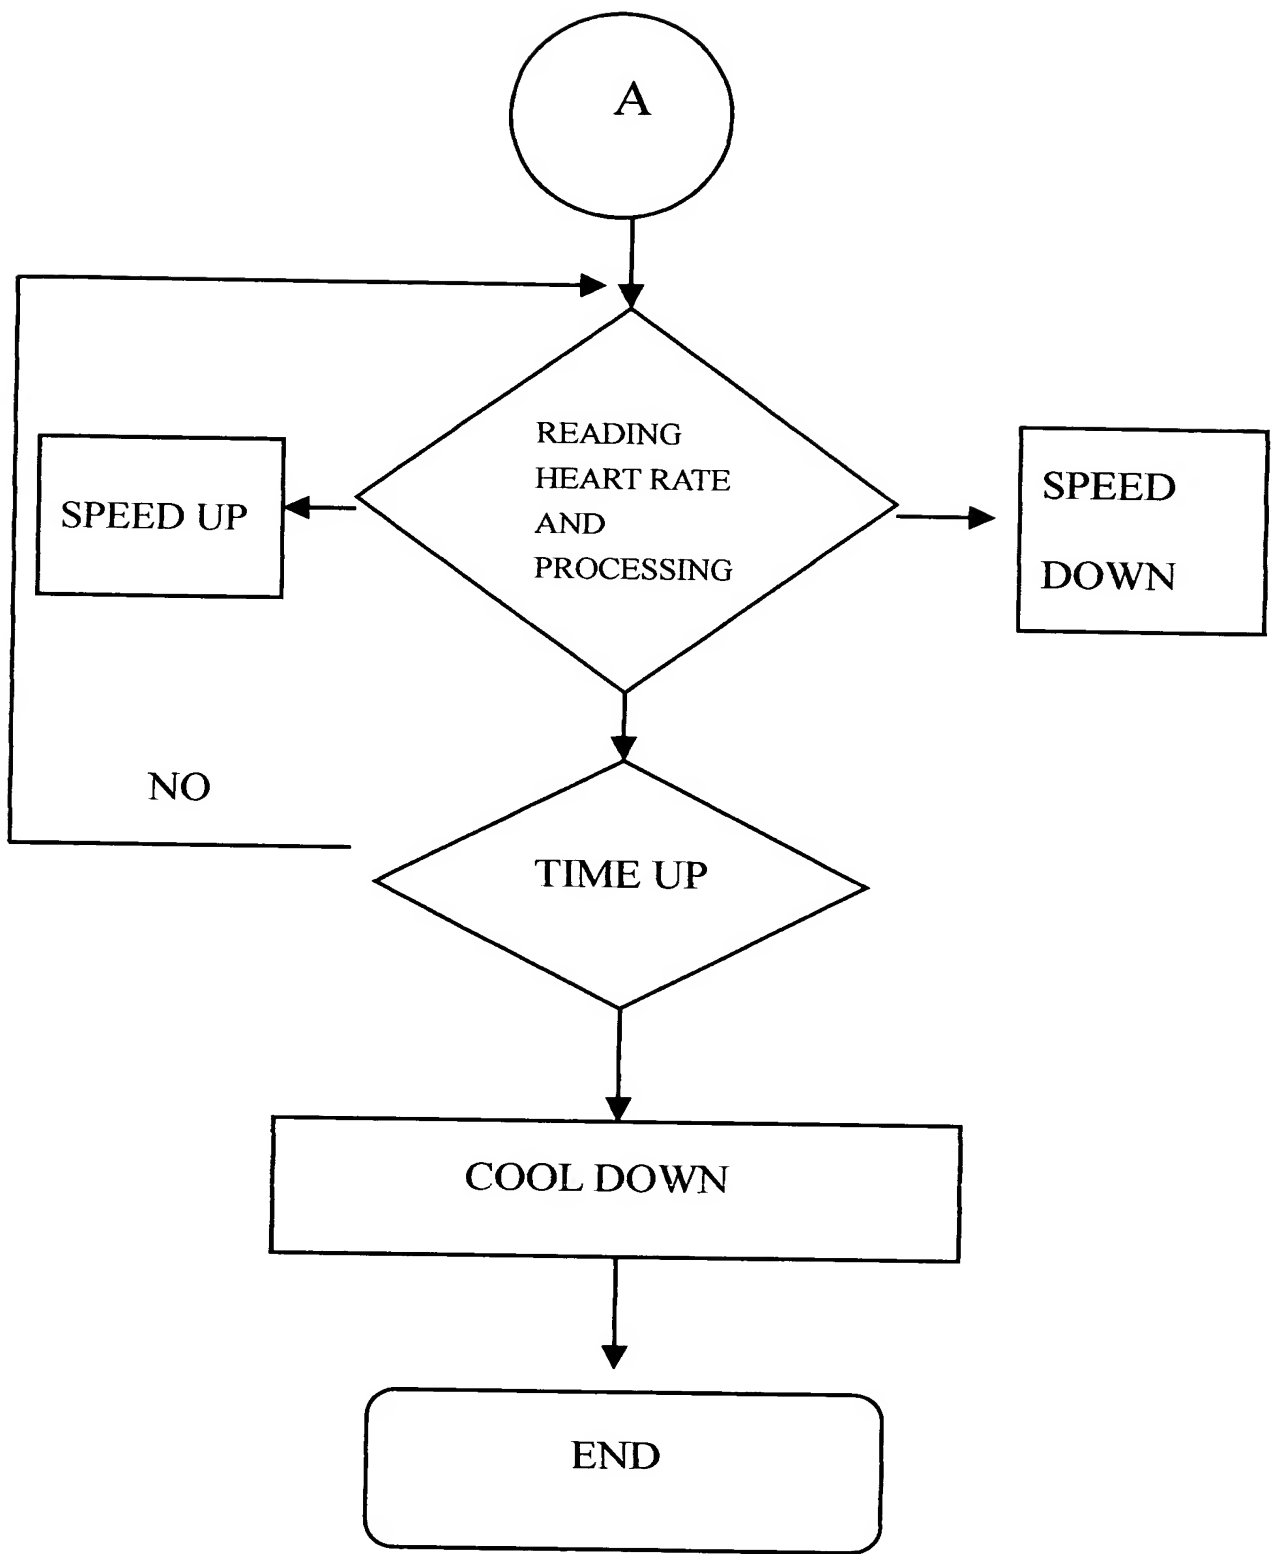 A
READING
HEART RATE
AND
PROCESSING
SPEED UP
SPEED
DOWN
NO
TIME UP
COOL DOWN
END